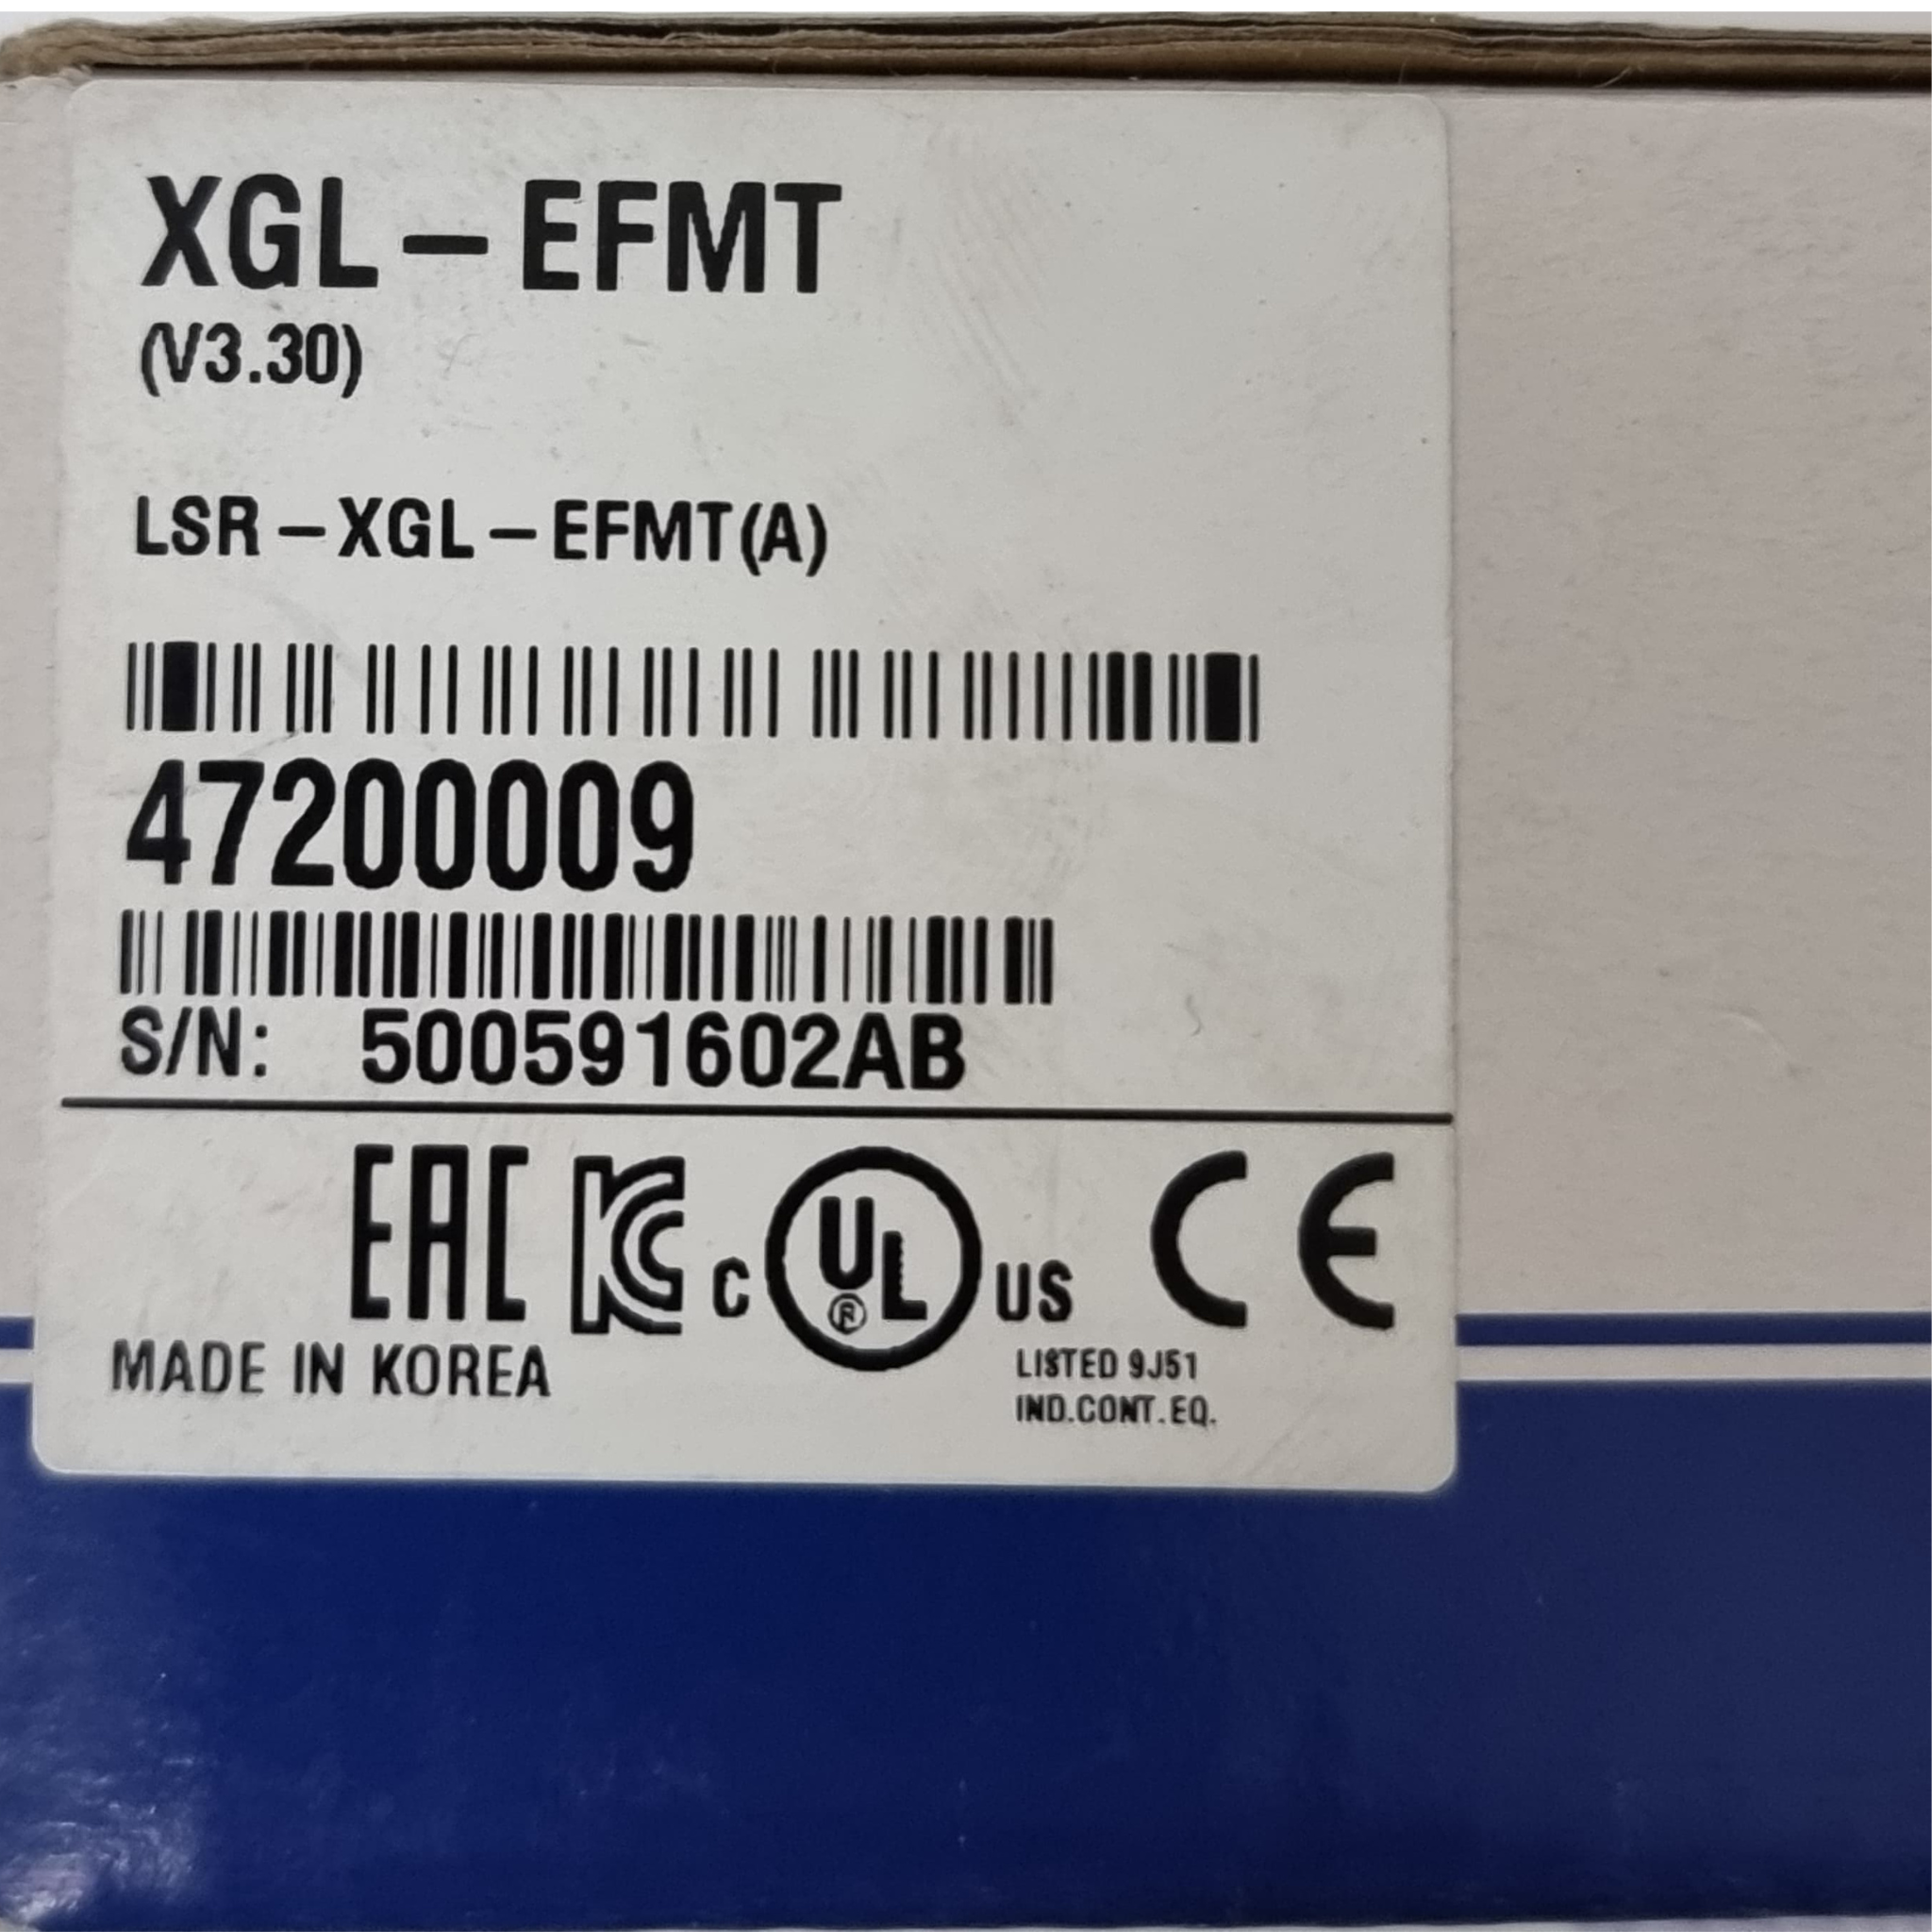 XGL-EFMT
(V3.30)
LSR-XGL-EFMT(A)
47200009
S/N: 500591602AB
EAC KC C UL® US CE
MADE IN KOREA
LISTED 9J51
IND.CONT.EQ.